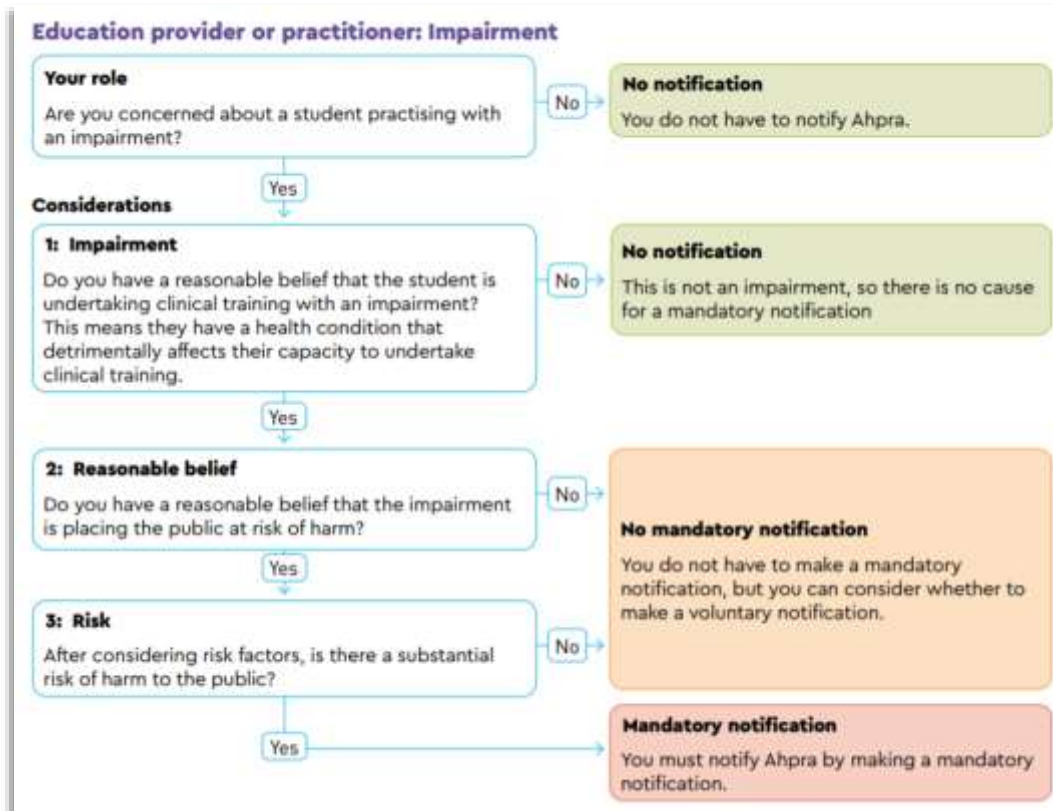 Education provider or practitioner: Impairment
Your role
Are you concerned about a student practising with
an impairment?
No
No notification
You do not have to notify Ahpra.
Yes
Considerations
1: Impairment
Do you have a reasonable belief that the student is
undertaking clinical training with an impairment?
This means they have a health condition that
detrimentally affects their capacity to undertake
clinical training.
No
No notification
This is not an impairment, so there is no cause
for a mandatory notification
Yes
2: Reasonable belief
Do you have a reasonable belief that the impairment
is placing the public at risk of harm?
No
No mandatory notification
You do not have to make a mandatory
notification, but you can consider whether to
make a voluntary notification.
Yes
3: Risk
After considering risk factors, is there a substantial
risk of harm to the public?
No
Yes
Mandatory notification
You must notify Ahpra by making a mandatory
notification.